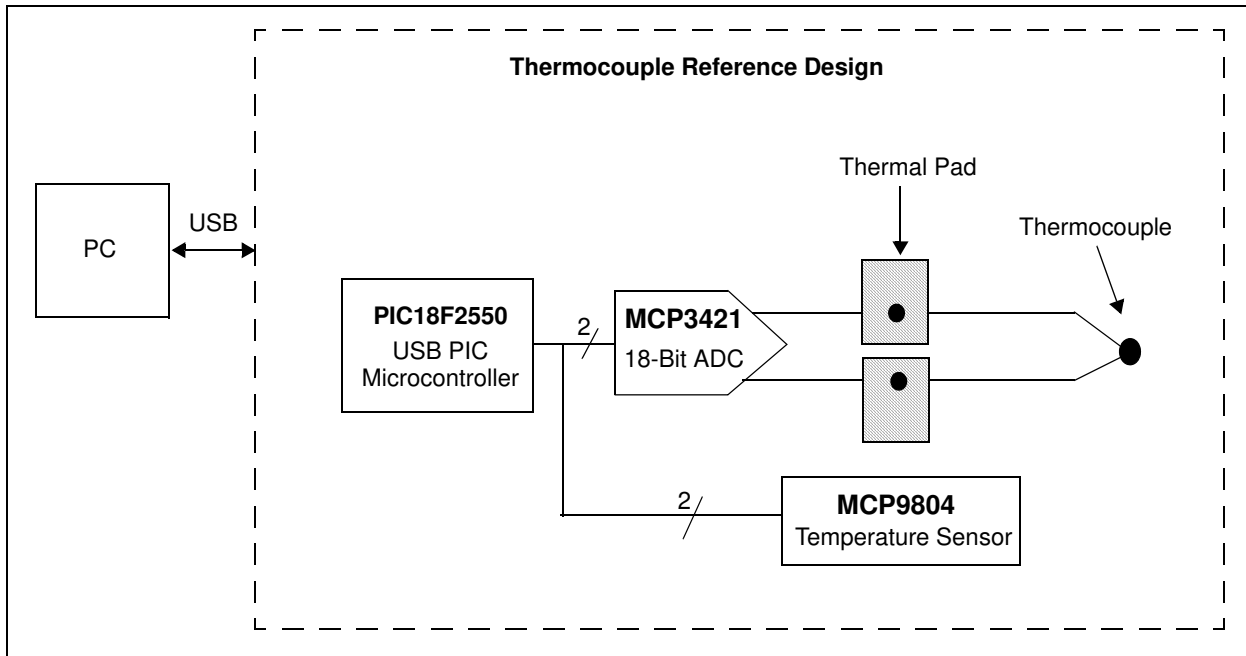 Thermocouple Reference Design
Thermal Pad
Thermocouple
USB
PC
PIC18F2550
USB PIC
Microcontroller
2
MCP3421
18-Bit ADC
2
MCP9804
Temperature Sensor